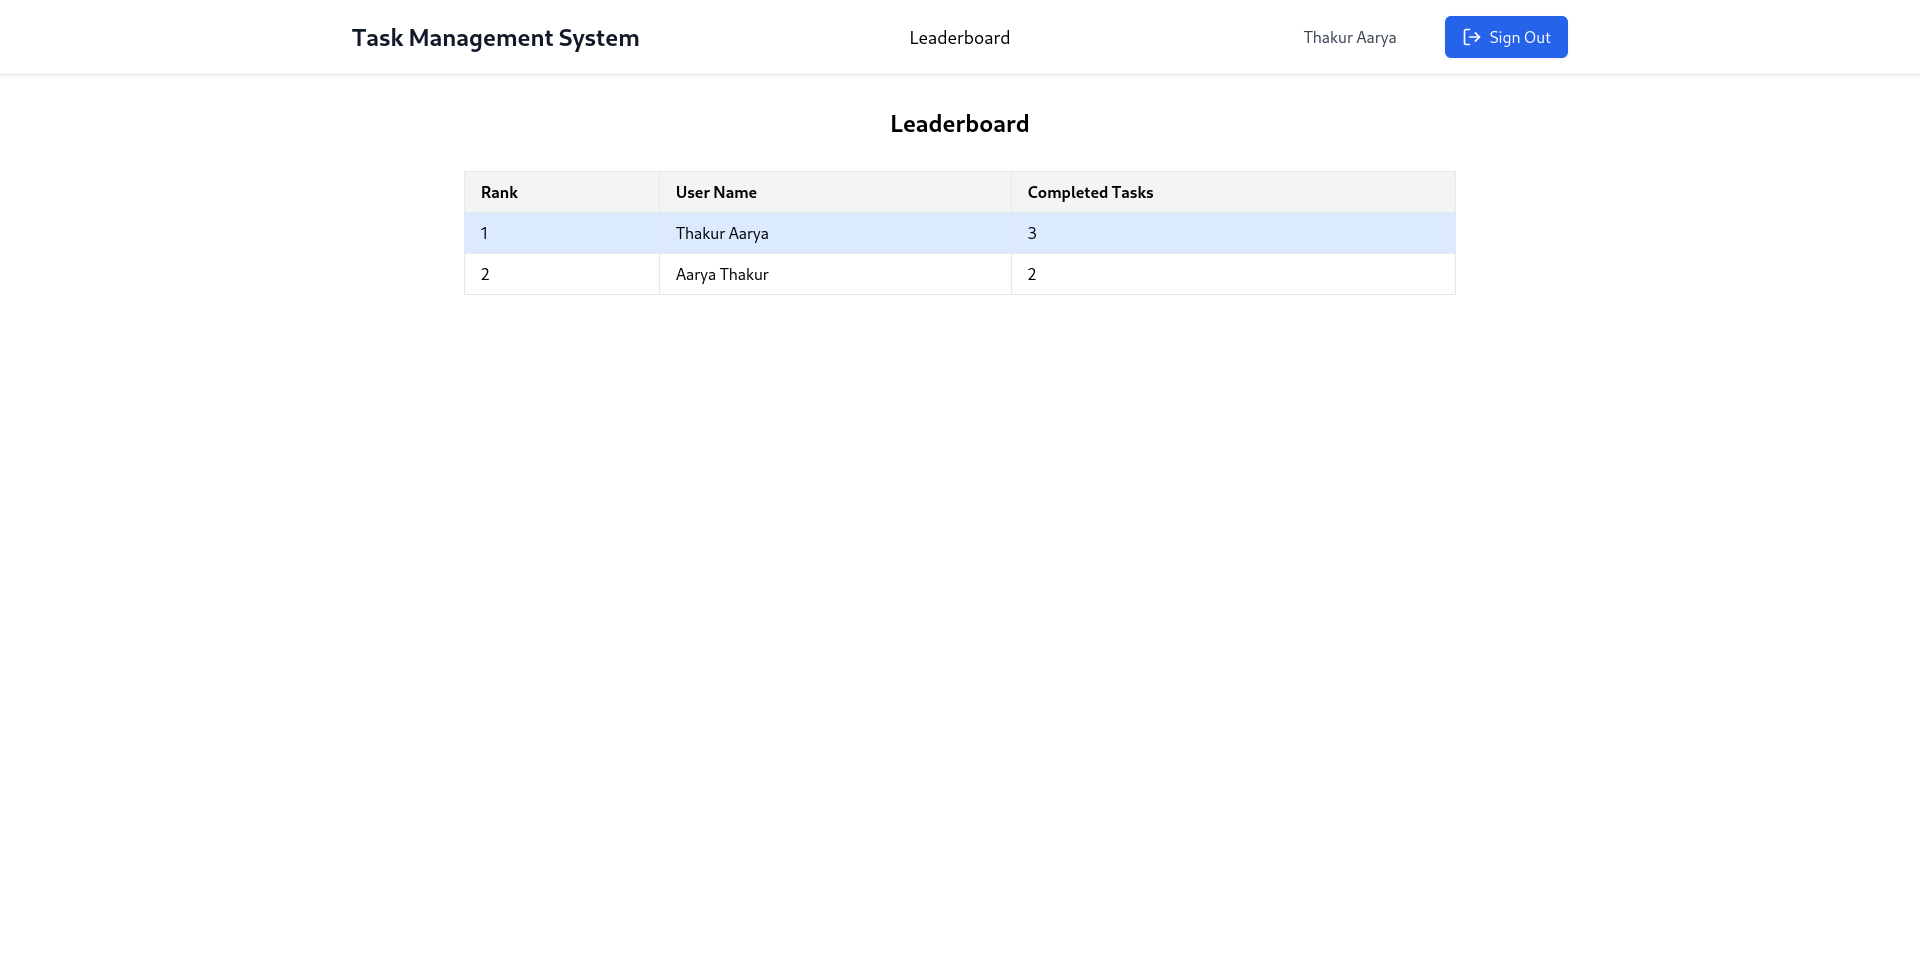 Task Management System Leaderboard Thakur Aarya Sign Out
Leaderboard
Rank User Name Completed Tasks
1 Thakur Aarya 3
2 Aarya Thakur 2